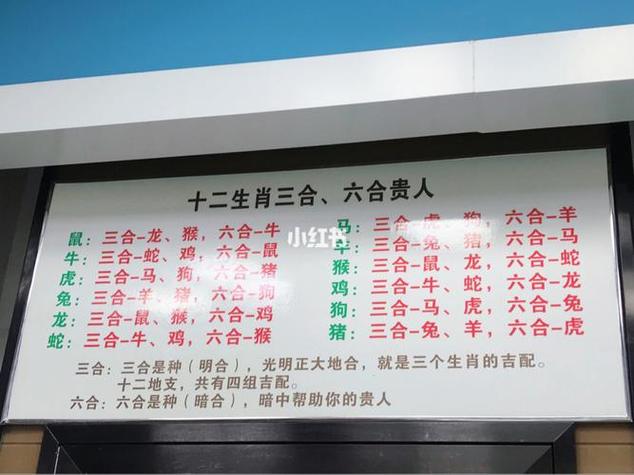 十二生肖三合、六合贵人
鼠：三合-龙、猴，六合-牛
牛：三合-蛇、鸡，六合-鼠
虎：三合-马、狗，六合-猪
兔：三合-羊、猪，六合-狗
龙：三合-鼠、猴，六合-鸡
蛇：三合-牛、鸡，六合-猴
马：三合-虎、狗，六合-羊
羊：三合-兔、猪，六合-马
猴：三合-鼠、龙，六合-蛇
鸡：三合-牛、蛇，六合-龙
狗：三合-马、虎，六合-兔
猪：三合-兔、羊，六合-虎
三合：三合是种（明合），光明正大地合，就是三个生肖的吉配。
十二地支，共有四组吉配。
六合：六合是种（暗合），暗中帮助你的贵人
小红书